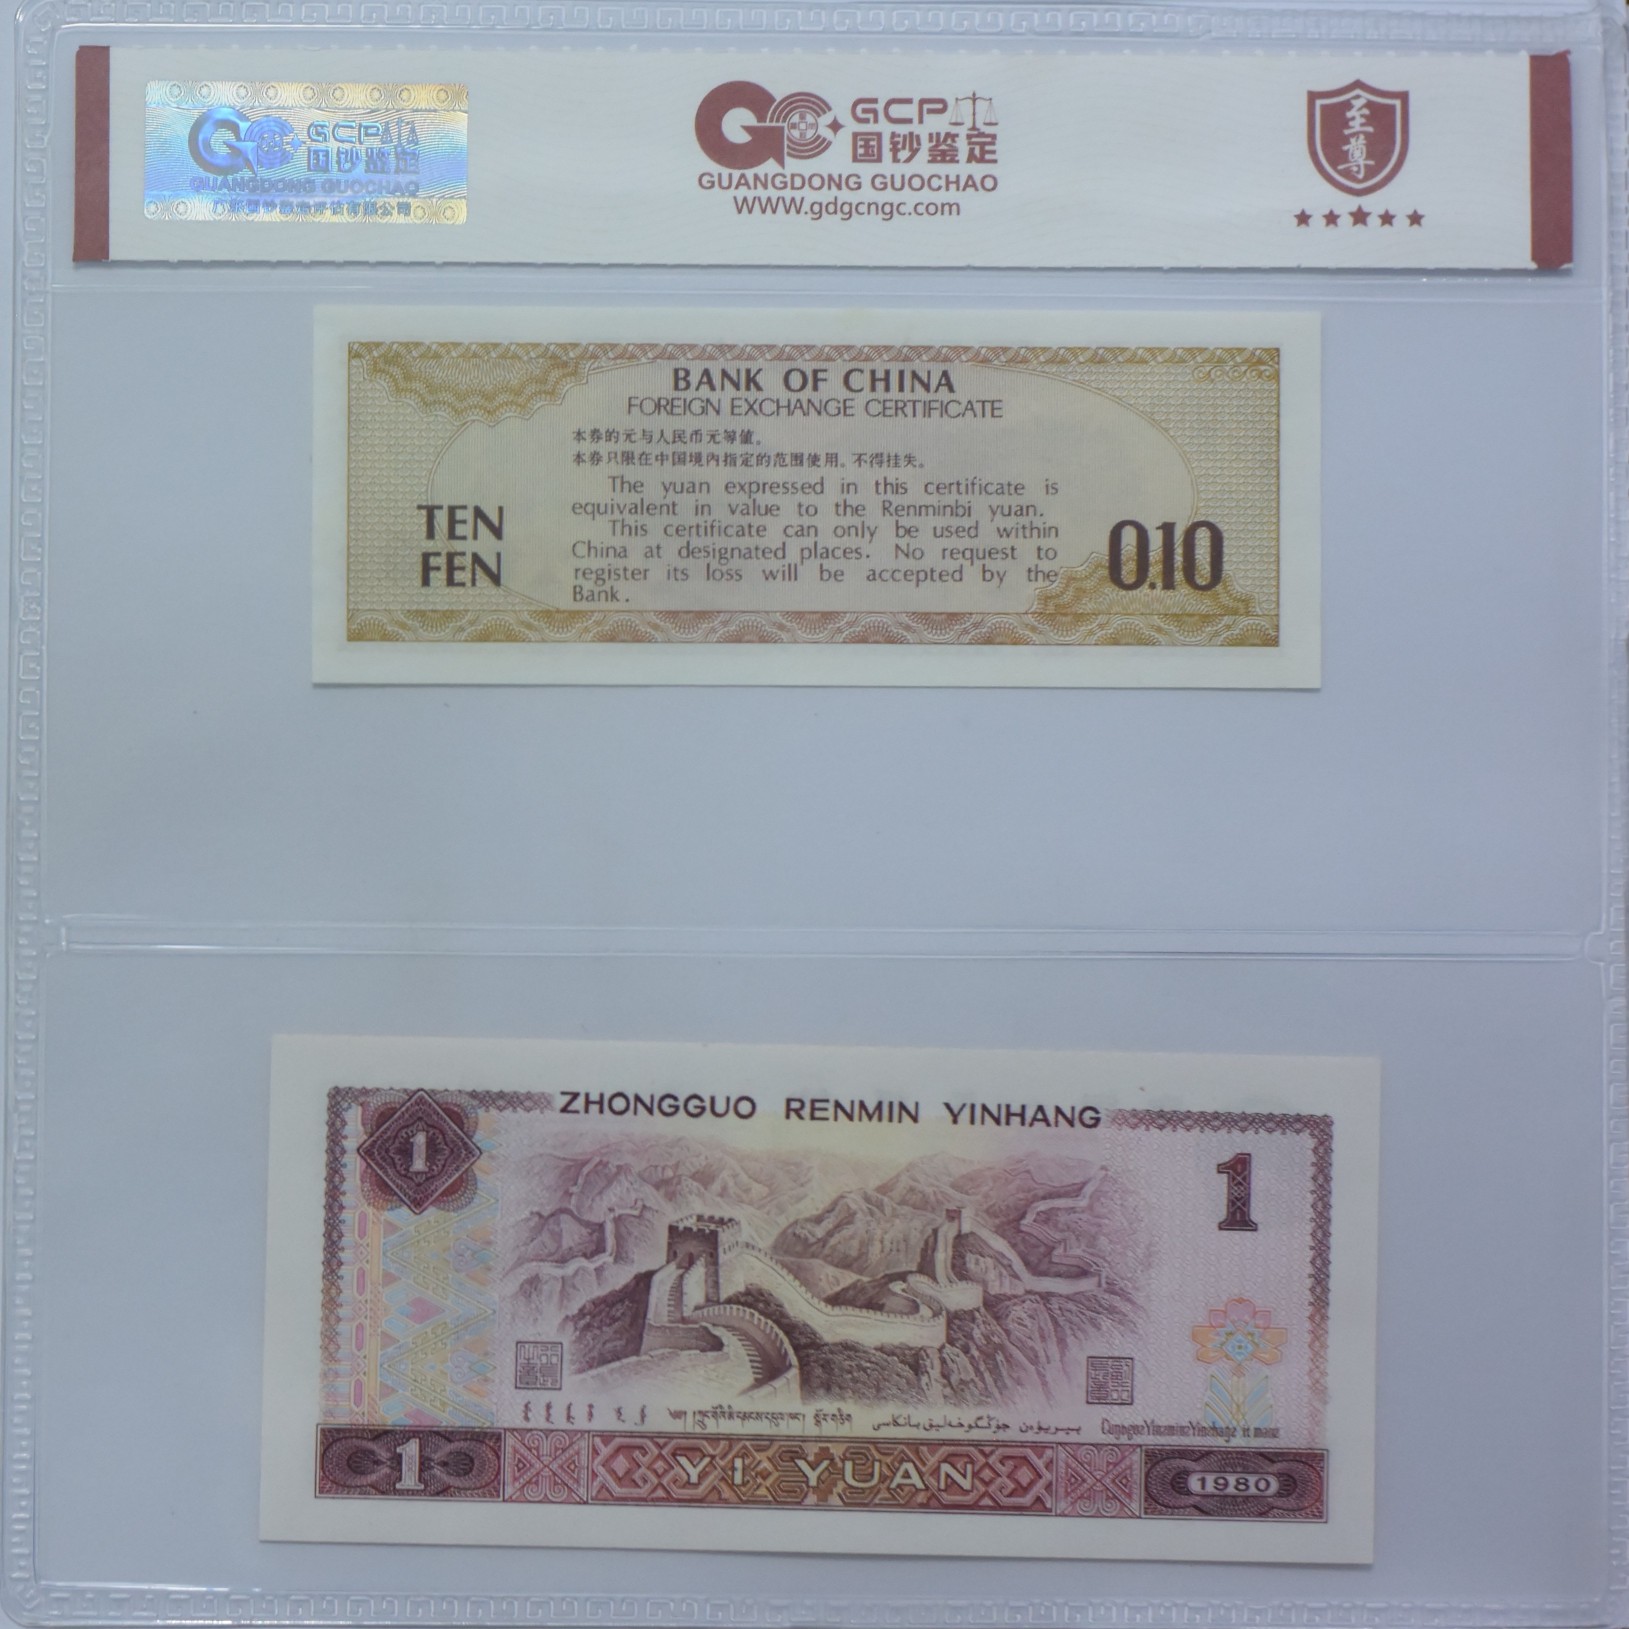 GCP
国钞鉴定
GUANGDONG GUOCHAO
GCP
国钞鉴定
GUANGDONG GUOCHAO
WWW.gdgcngc.com
至尊
BANK OF CHINA
FOREIGN EXCHANGE CERTIFICATE
本券的元与人民币元等值。
本券只限在中国境内指定的范围使用。不得挂失。
The yuan expressed in this certificate is
equivalent in value to the Renminbi yuan.
This certificate can only be used within
China at designated places. No request to
register its loss will be accepted by the
Bank.
TEN
FEN
0.10
ZHONGGUO RENMIN YINHANG
1
1
1
YI YUAN
1980